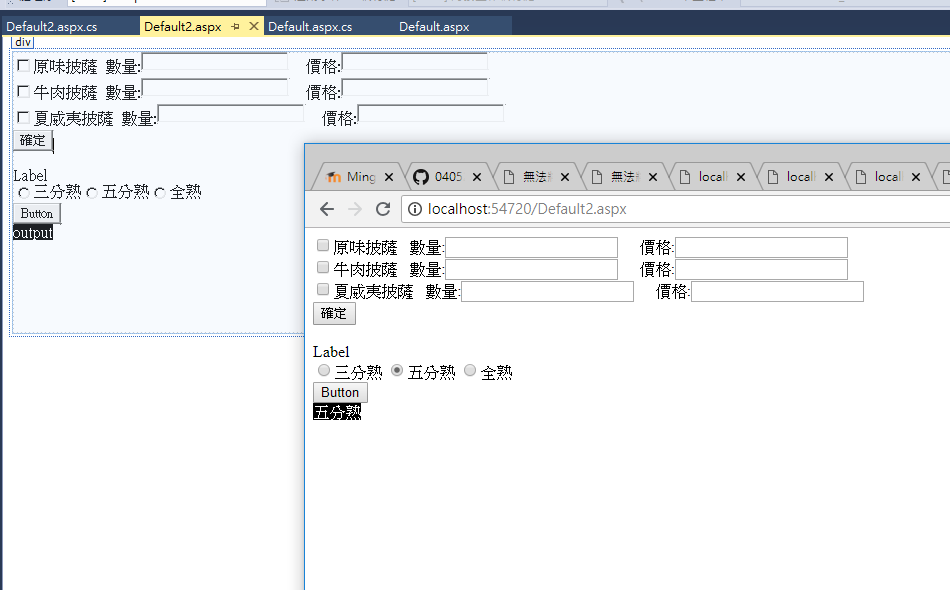 Default2.aspx.cs Default2.aspx Default.aspx.cs Default.aspx
div
原味披薩 數量: 價格:
牛肉披薩 數量: 價格:
夏威夷披薩 數量: 價格:
確定
Label
三分熟 五分熟 全熟
Button
output
Ming 0405 無法 無法 local local local
localhost:54720/Default2.aspx
原味披薩 數量: 價格:
牛肉披薩 數量: 價格:
夏威夷披薩 數量: 價格:
確定
Label
三分熟 五分熟 全熟
Button
五分熟